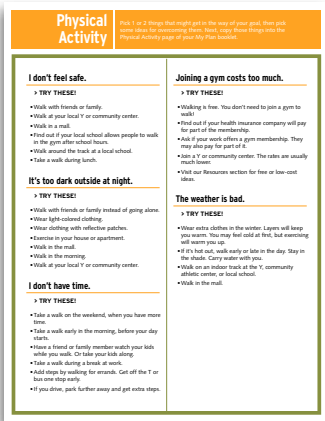 Physical
Activity
Pick 1 or 2 things that might get in the way of your goal, then pick
some ideas for overcoming them. Next, copy those things into the
Physical Activity page of your My Plan booklet.
I don't feel safe.
> TRY THESE!
• Walk with friends or family.
• Walk at your local Y or community center.
• Walk in a mall.
• Find out if your local school allows people to walk
in the gym after school hours.
• Walk around the track at a local school.
• Take a walk during lunch.
It's too dark outside at night.
> TRY THESE!
• Walk with friends or family instead of going alone.
• Wear light-colored clothing.
• Wear clothing with reflective patches.
• Exercise in your house or apartment.
• Walk in the mall.
• Walk in the morning.
• Walk at your local Y or community center.
I don't have time.
> TRY THESE!
• Take a walk on the weekend, when you have more
time.
• Take a walk early in the morning, before your day
starts.
• Have a friend or family member watch your kids
while you walk. Or take your kids along.
• Take a walk during a break at work.
• Add steps by walking for errands. Get off the T or
bus one stop early.
• If you drive, park further away and get extra steps.
Joining a gym costs too much.
> TRY THESE!
• Walking is free. You don't need to join a gym to
walk!
• Find out if your health insurance company will pay
for part of the membership.
• Ask if your work offers a gym membership. They
may also pay for part of it.
• Join a Y or community center. The rates are usually
much lower.
• Visit our Resources section for free or low-cost
ideas.
The weather is bad.
> TRY THESE!
• Wear extra clothes in the winter. Layers will keep
you warm. You may feel cold at first, but exercising
will warm you up.
• If it's hot out, walk early or late in the day. Stay in
the shade. Carry water with you.
• Walk on an indoor track at the Y, community
athletic center, or local school.
• Walk in the mall.